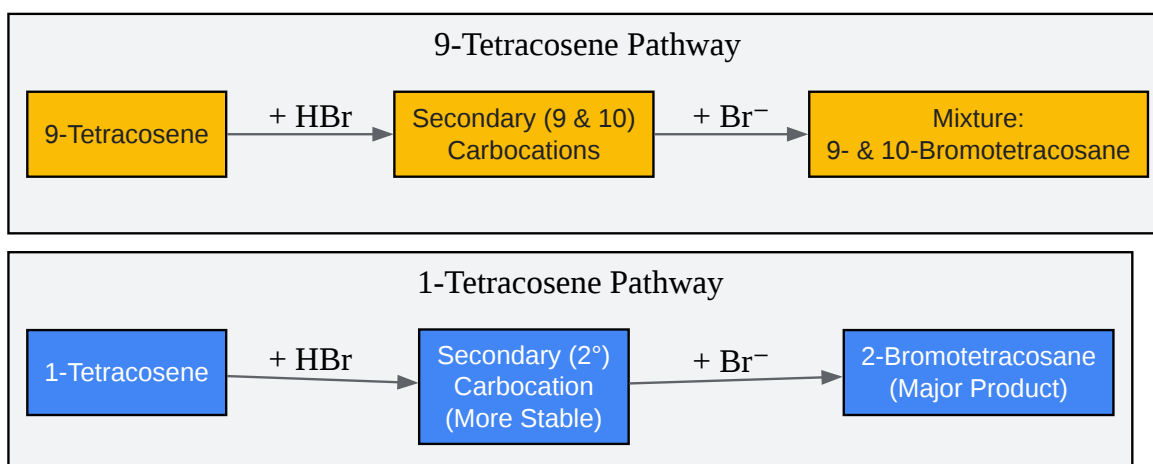 9-Tetracosene Pathway
9-Tetracosene
+ HBr
Secondary (9 & 10)
Carbocations
+ Br⁻
Mixture:
9- & 10-Bromotetracosane
1-Tetracosene Pathway
1-Tetracosene
+ HBr
Secondary (2°)
Carbocation
(More Stable)
+ Br⁻
2-Bromotetracosane
(Major Product)